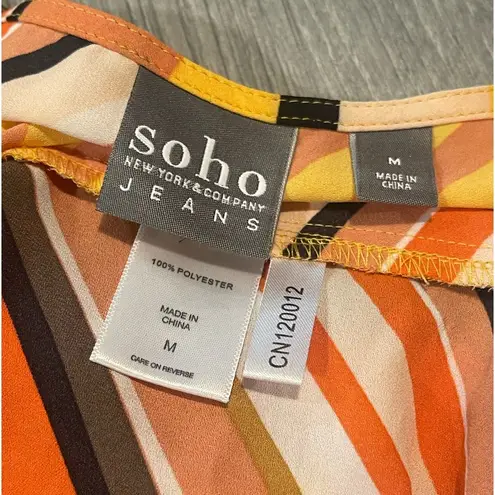 soho
NEW YORK & COMPANY
JEANS
M
MADE IN
CHINA
100% POLYESTER
MADE IN
CHINA
M
CARE ON REVERSE
CN120012